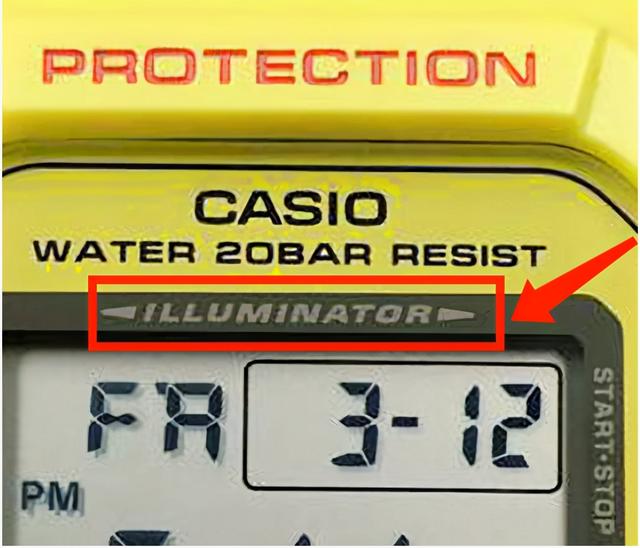 PROTECTION
CASIO
WATER 20BAR RESIST
ILLUMINATOR
FR 3-12
PM
START·STOP